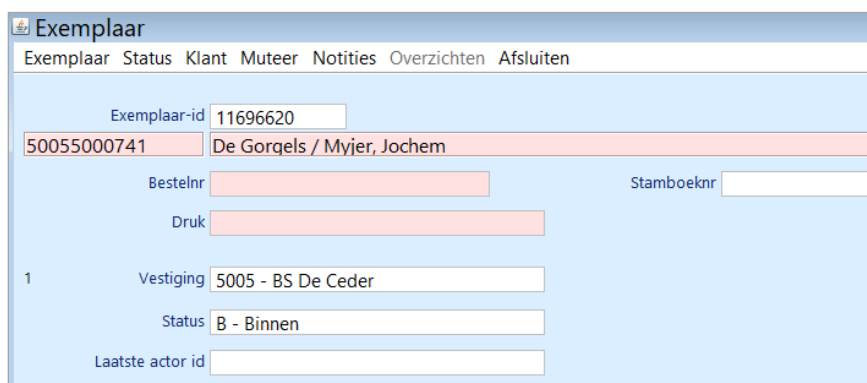 Exemplaar
Exemplaar Status Klant Muteer Notities Overzichten Afsluiten
Exemplaar-id 11696620
50055000741 De Gorgels / Myjer, Jochem
Bestelnr Stamboeknr
Druk
1 Vestiging 5005 - BS De Ceder
Status B - Binnen
Laatste actor id